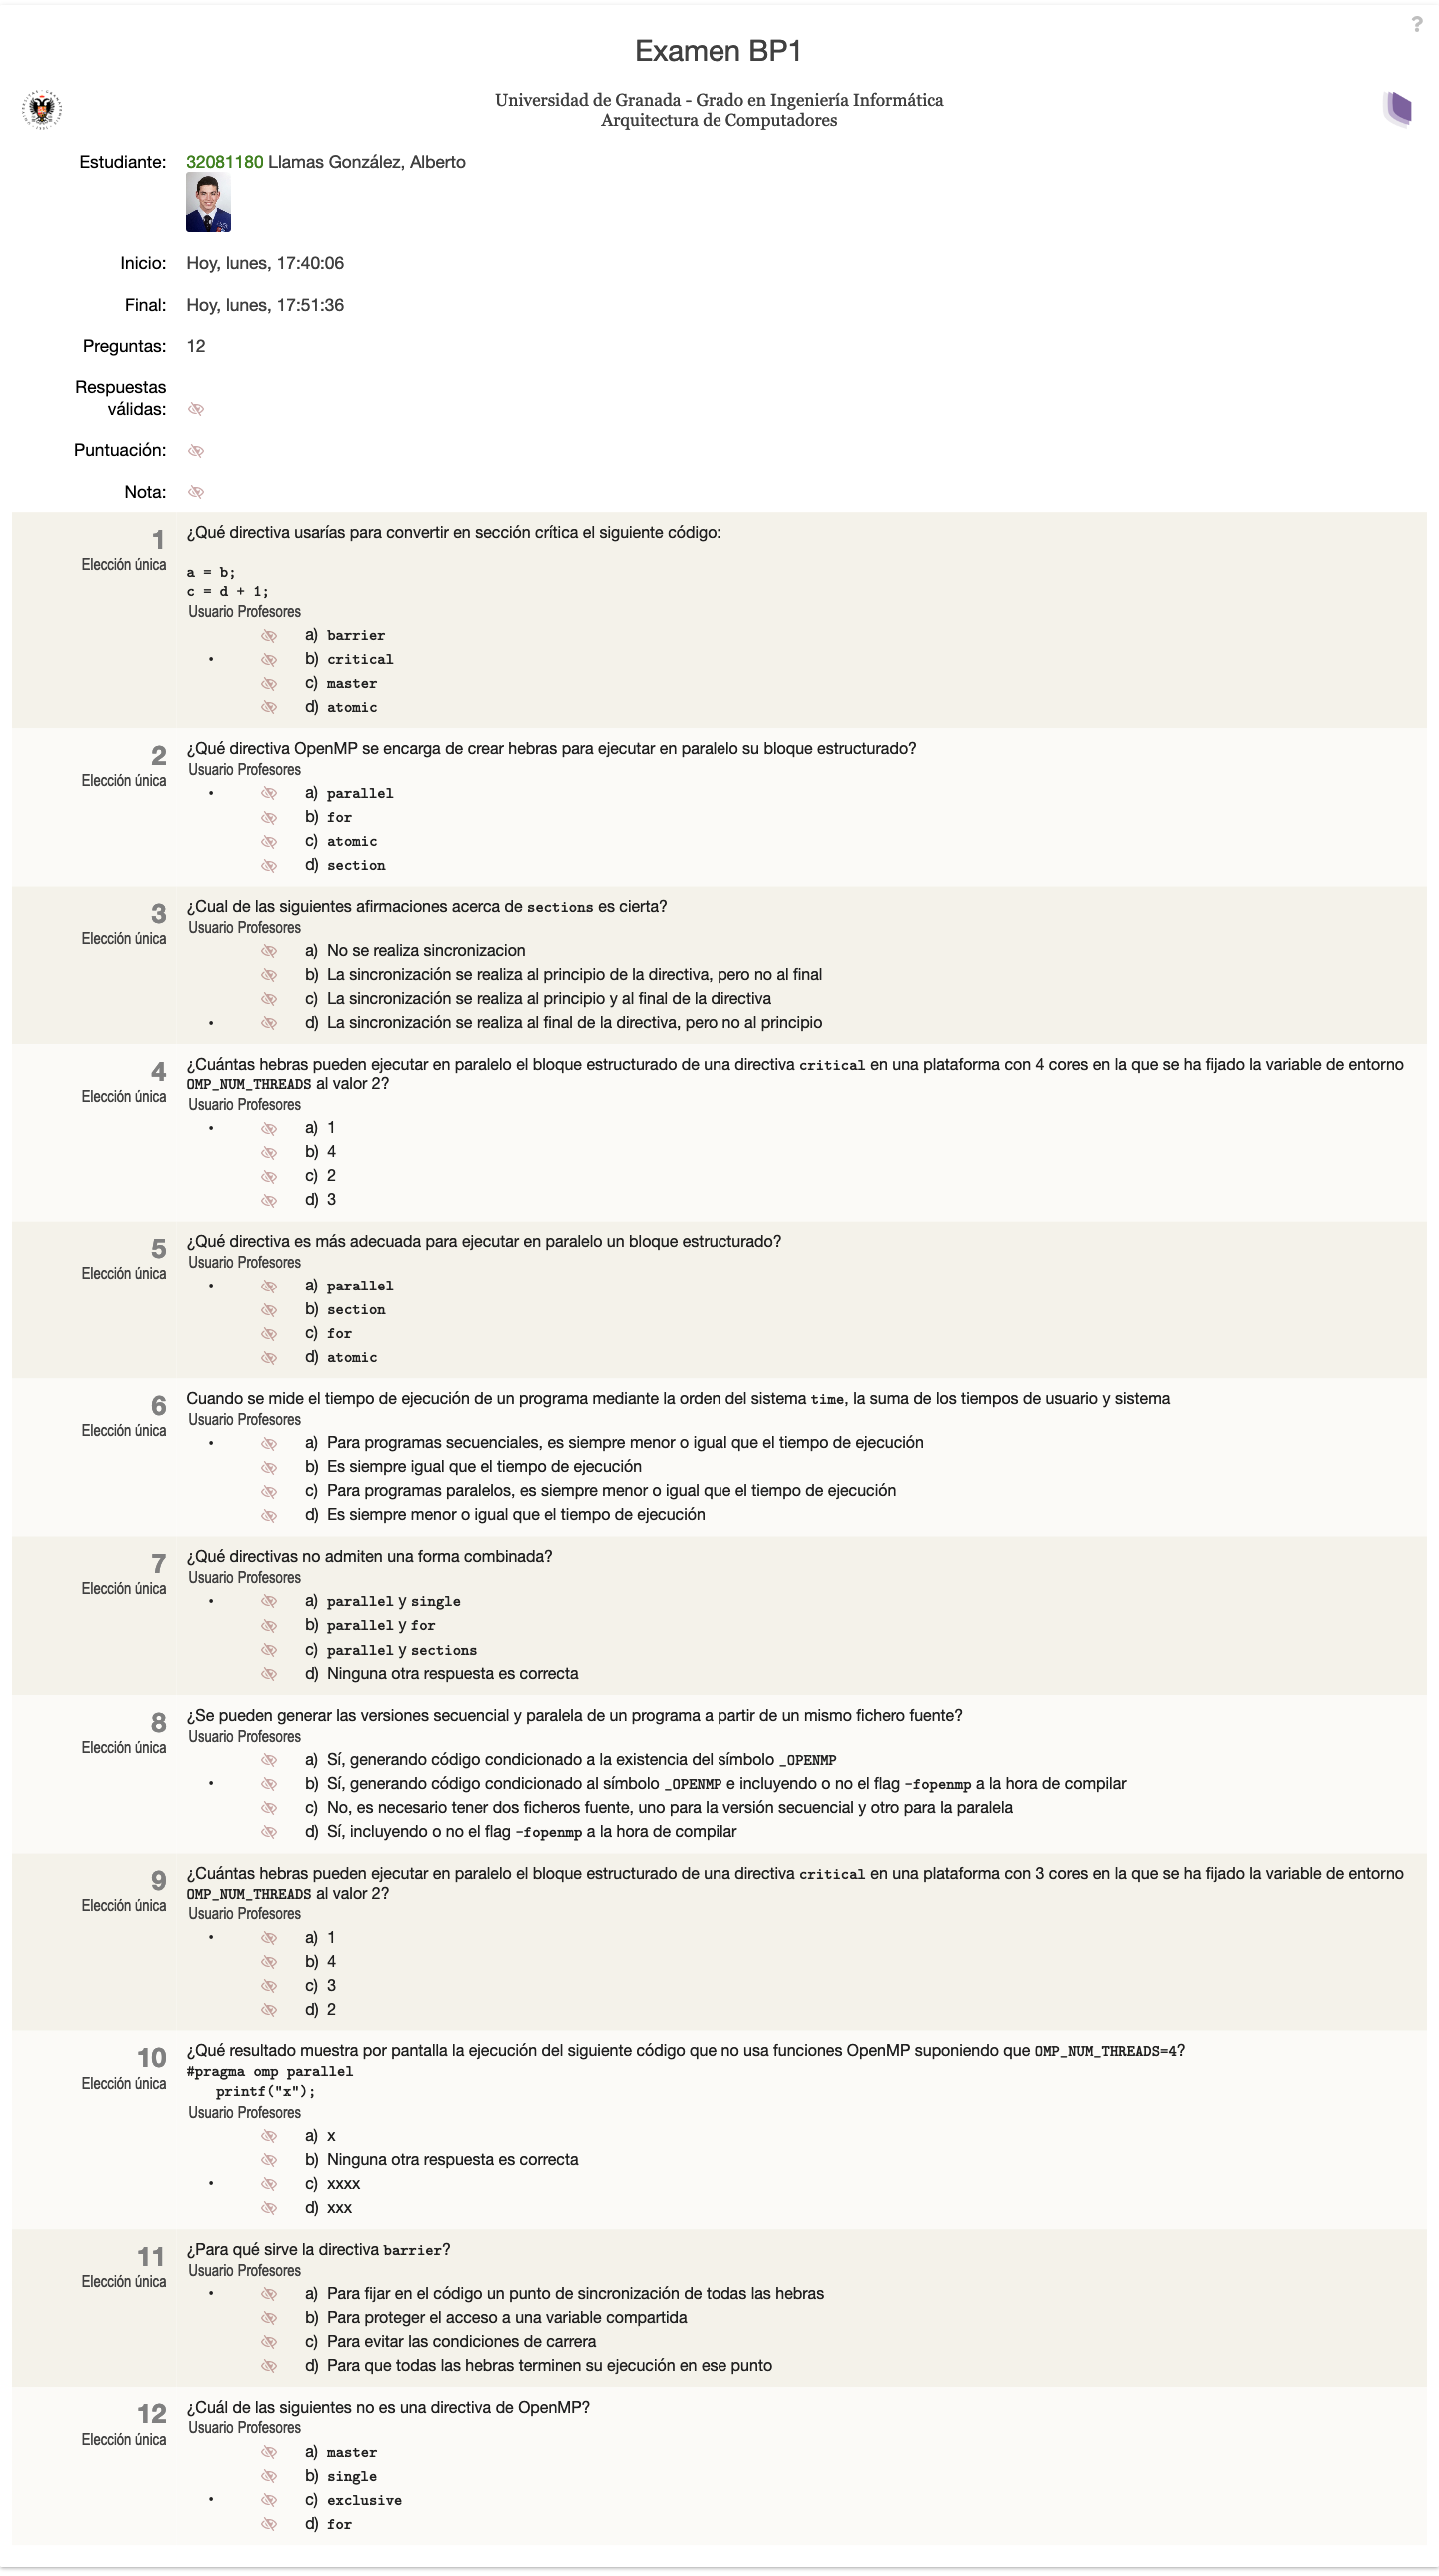 ?
Examen BP1
Universidad de Granada - Grado en Ingeniería Informática
Arquitectura de Computadores
Estudiante: 32081180 Llamas González, Alberto
Inicio: Hoy, lunes, 17:40:06
Final: Hoy, lunes, 17:51:36
Preguntas: 12
Respuestas
válidas:
Puntuación:
Nota:
1 ¿Qué directiva usarías para convertir en sección crítica el siguiente código:
Elección única
a = b;
c = d + 1;
Usuario Profesores
a) barrier
• b) critical
c) master
d) atomic
2 ¿Qué directiva OpenMP se encarga de crear hebras para ejecutar en paralelo su bloque estructurado?
Elección única Usuario Profesores
• a) parallel
b) for
c) atomic
d) section
3 ¿Cual de las siguientes afirmaciones acerca de sections es cierta?
Elección única Usuario Profesores
a) No se realiza sincronizacion
b) La sincronización se realiza al principio de la directiva, pero no al final
c) La sincronización se realiza al principio y al final de la directiva
• d) La sincronización se realiza al final de la directiva, pero no al principio
4 ¿Cuántas hebras pueden ejecutar en paralelo el bloque estructurado de una directiva critical en una plataforma con 4 cores en la que se ha fijado la variable de entorno
Elección única OMP_NUM_THREADS al valor 2?
Usuario Profesores
• a) 1
b) 4
c) 2
d) 3
5 ¿Qué directiva es más adecuada para ejecutar en paralelo un bloque estructurado?
Elección única Usuario Profesores
• a) parallel
b) section
c) for
d) atomic
6 Cuando se mide el tiempo de ejecución de un programa mediante la orden del sistema time, la suma de los tiempos de usuario y sistema
Elección única Usuario Profesores
• a) Para programas secuenciales, es siempre menor o igual que el tiempo de ejecución
b) Es siempre igual que el tiempo de ejecución
c) Para programas paralelos, es siempre menor o igual que el tiempo de ejecución
d) Es siempre menor o igual que el tiempo de ejecución
7 ¿Qué directivas no admiten una forma combinada?
Elección única Usuario Profesores
• a) parallel y single
b) parallel y for
c) parallel y sections
d) Ninguna otra respuesta es correcta
8 ¿Se pueden generar las versiones secuencial y paralela de un programa a partir de un mismo fichero fuente?
Elección única Usuario Profesores
a) Sí, generando código condicionado a la existencia del símbolo _OPENMP
• b) Sí, generando código condicionado al símbolo _OPENMP e incluyendo o no el flag -fopenmp a la hora de compilar
c) No, es necesario tener dos ficheros fuente, uno para la versión secuencial y otro para la paralela
d) Sí, incluyendo o no el flag -fopenmp a la hora de compilar
9 ¿Cuántas hebras pueden ejecutar en paralelo el bloque estructurado de una directiva critical en una plataforma con 3 cores en la que se ha fijado la variable de entorno
Elección única OMP_NUM_THREADS al valor 2?
Usuario Profesores
• a) 1
b) 4
c) 3
d) 2
10 ¿Qué resultado muestra por pantalla la ejecución del siguiente código que no usa funciones OpenMP suponiendo que OMP_NUM_THREADS=4?
Elección única #pragma omp parallel
printf("x");
Usuario Profesores
a) x
b) Ninguna otra respuesta es correcta
• c) xxxx
d) xxx
11 ¿Para qué sirve la directiva barrier?
Elección única Usuario Profesores
• a) Para fijar en el código un punto de sincronización de todas las hebras
b) Para proteger el acceso a una variable compartida
c) Para evitar las condiciones de carrera
d) Para que todas las hebras terminen su ejecución en ese punto
12 ¿Cuál de las siguientes no es una directiva de OpenMP?
Elección única Usuario Profesores
a) master
b) single
• c) exclusive
d) for